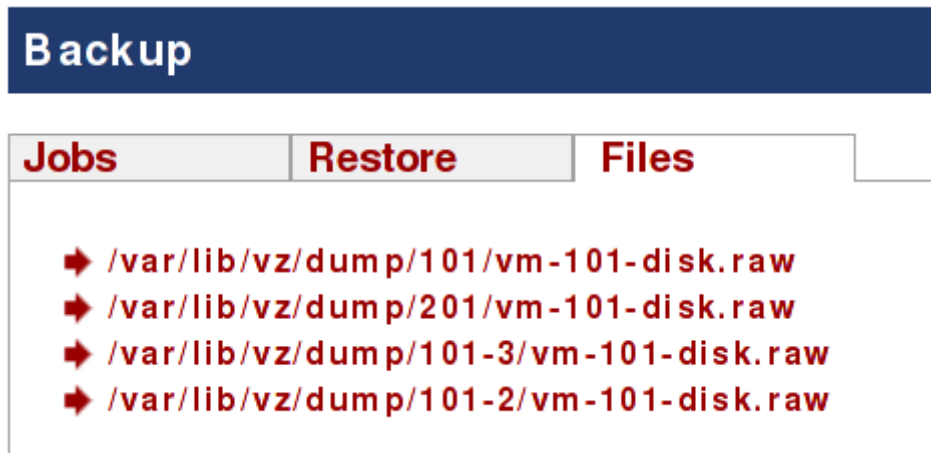 Backup
Jobs Restore Files
/var/lib/vz/dump/101/vm-101-disk.raw
/var/lib/vz/dump/201/vm-101-disk.raw
/var/lib/vz/dump/101-3/vm-101-disk.raw
/var/lib/vz/dump/101-2/vm-101-disk.raw